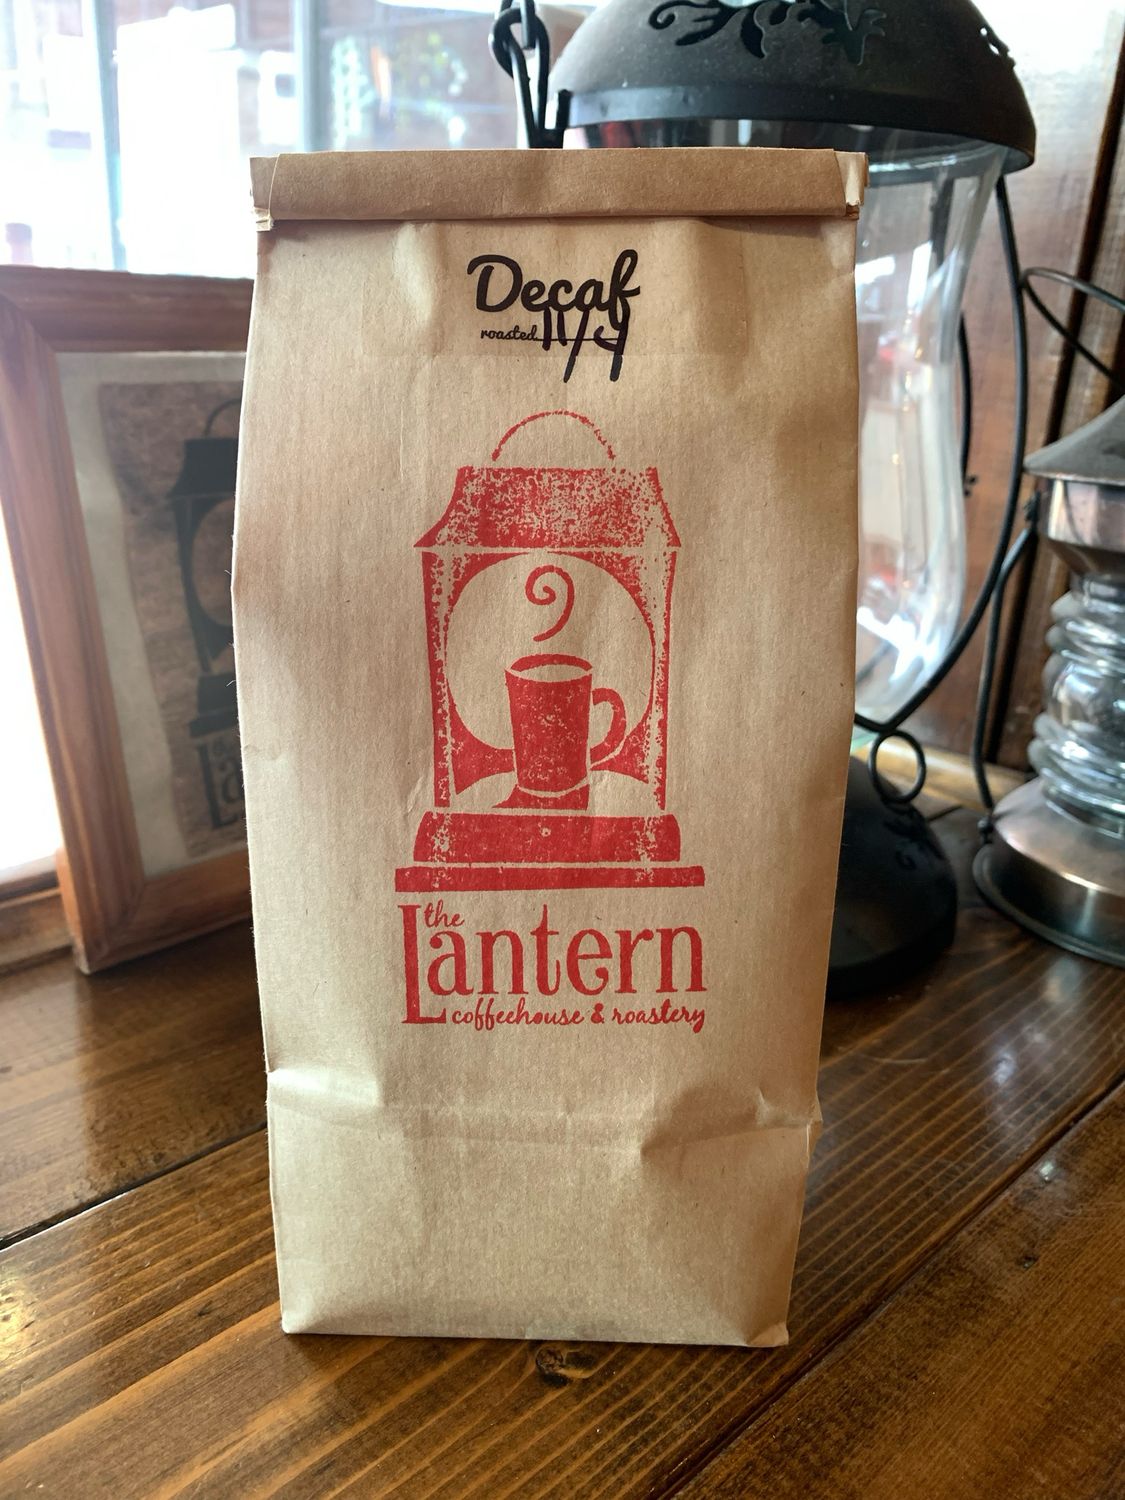 Decaf
roasted 11/4
the
Lantern
coffeehouse & roastery